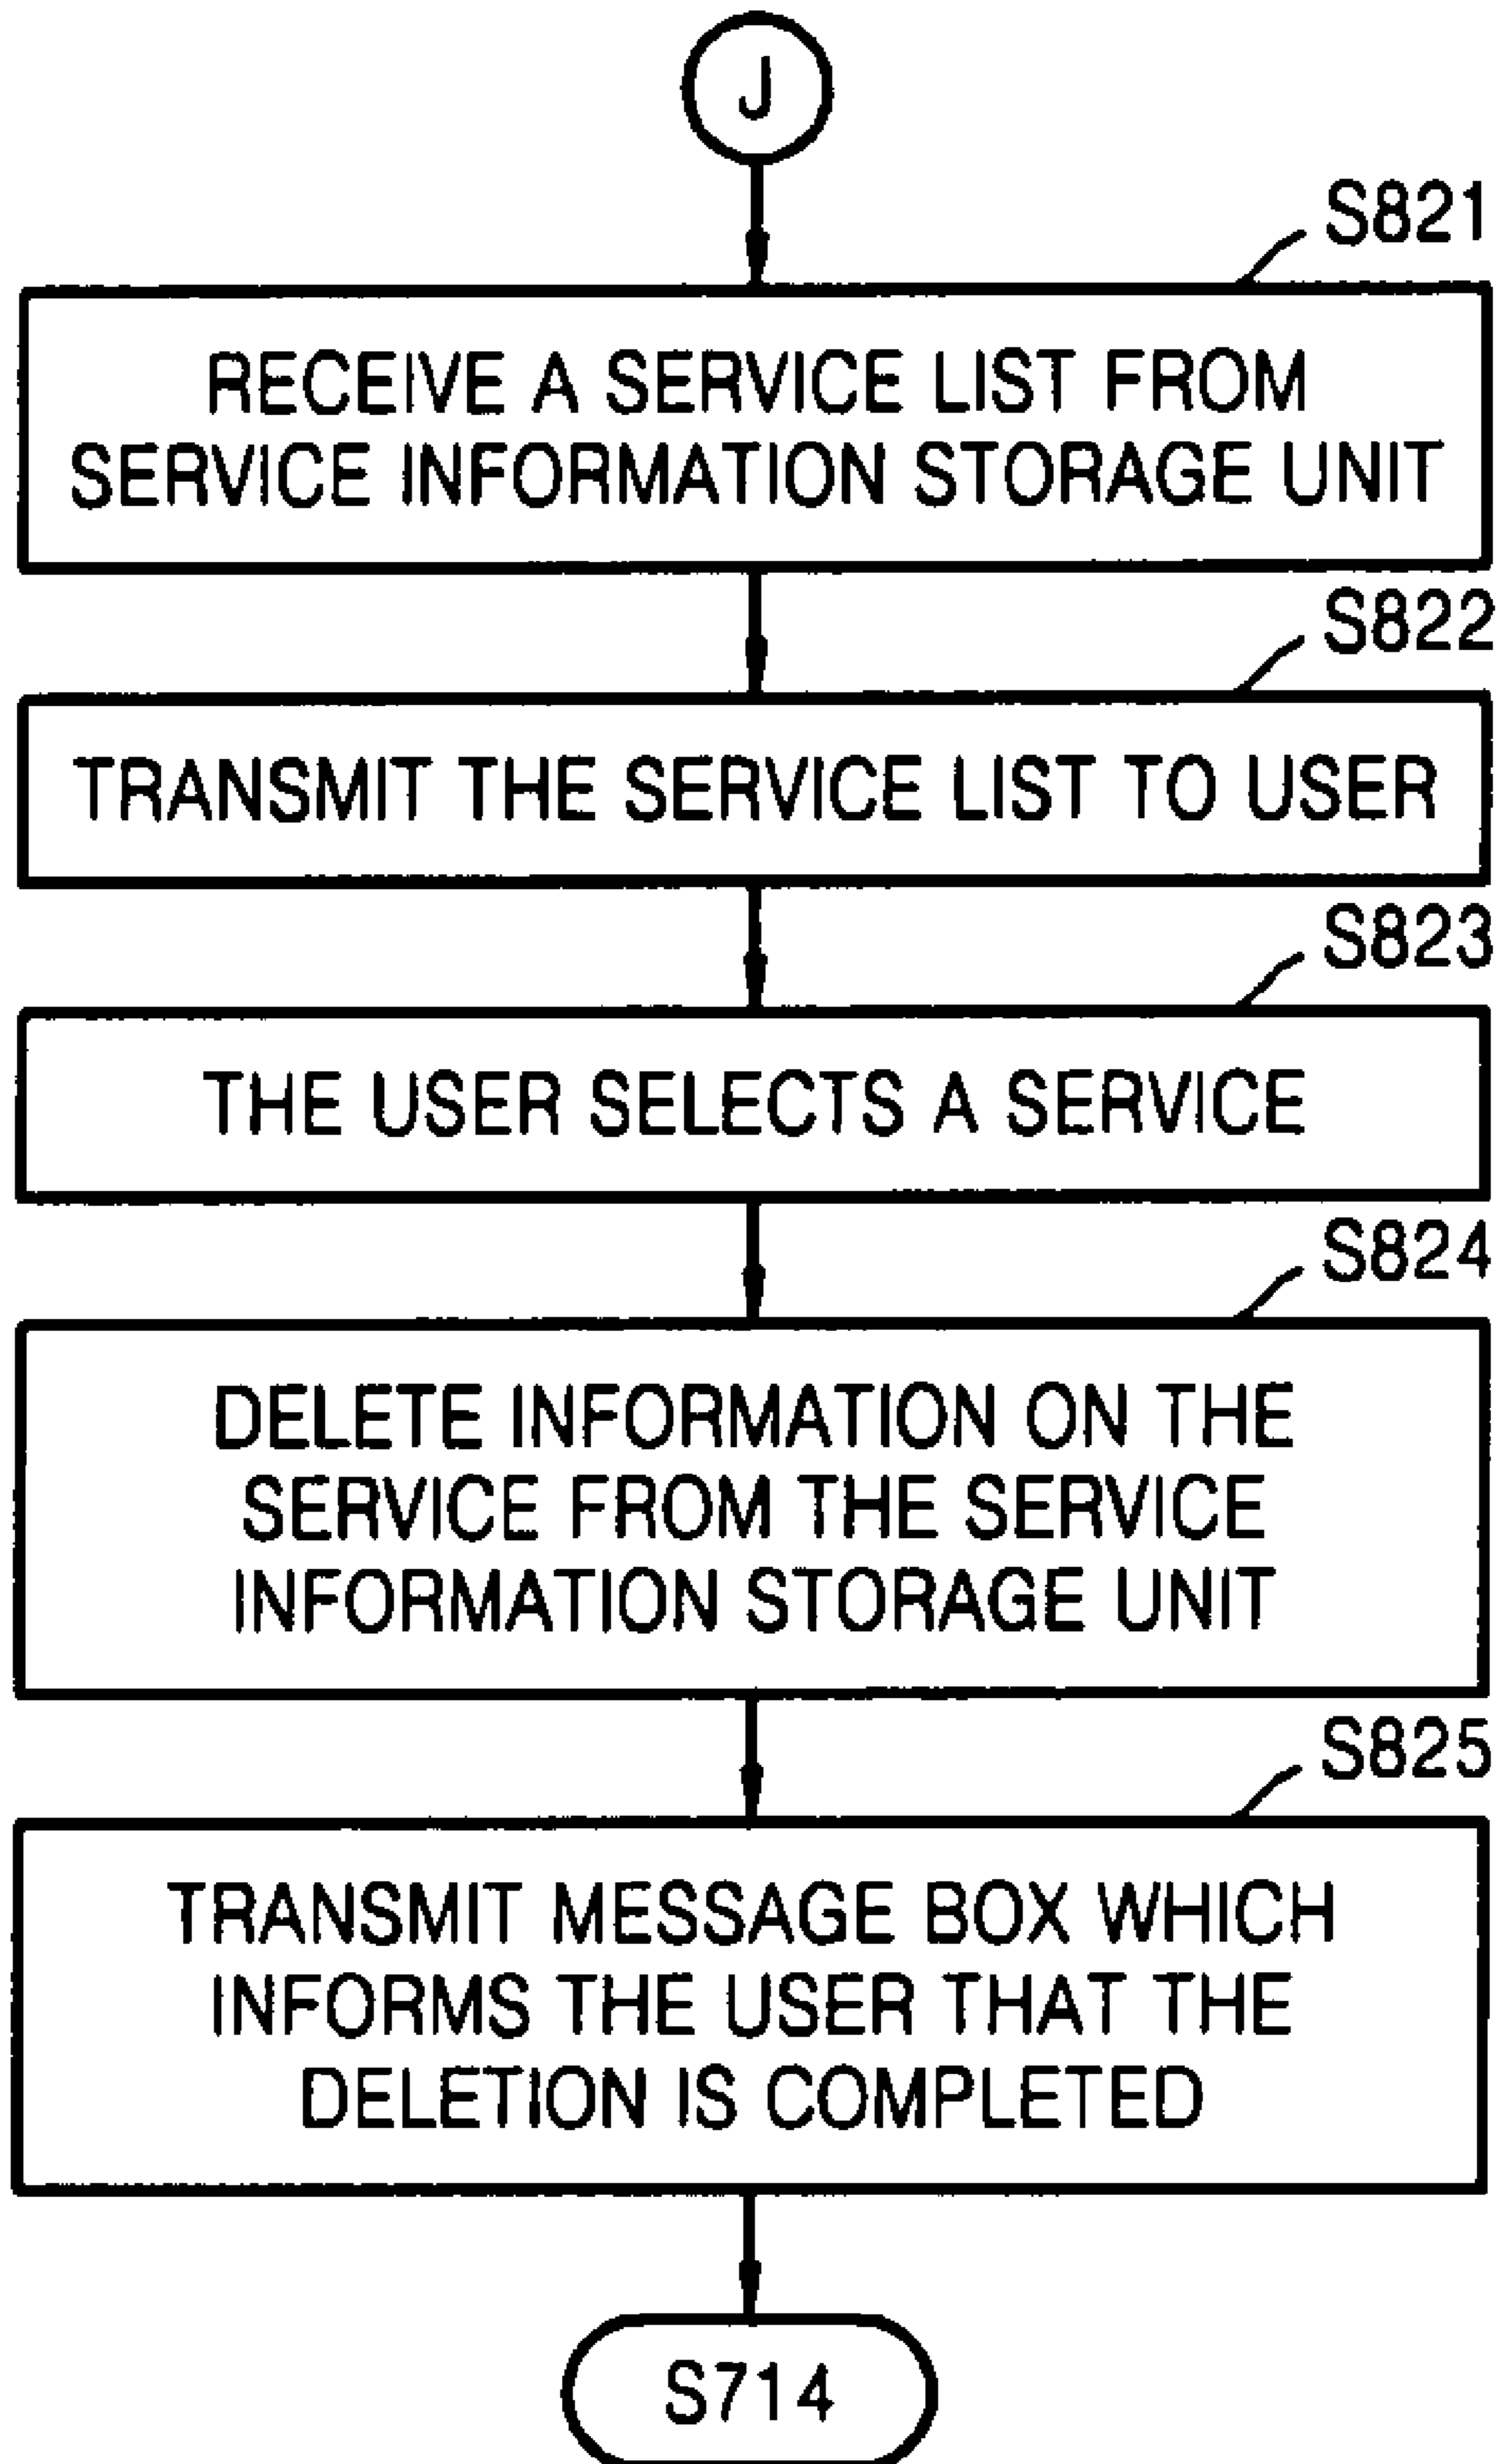 J
S821
RECEIVE A SERVICE LIST FROM
SERVICE INFORMATION STORAGE UNIT
S822
TRANSMIT THE SERVICE LIST TO USER
S823
THE USER SELECTS A SERVICE
S824
DELETE INFORMATION ON THE
SERVICE FROM THE SERVICE
INFORMATION STORAGE UNIT
S825
TRANSMIT MESSAGE BOX WHICH
INFORMS THE USER THAT THE
DELETION IS COMPLETED
S714